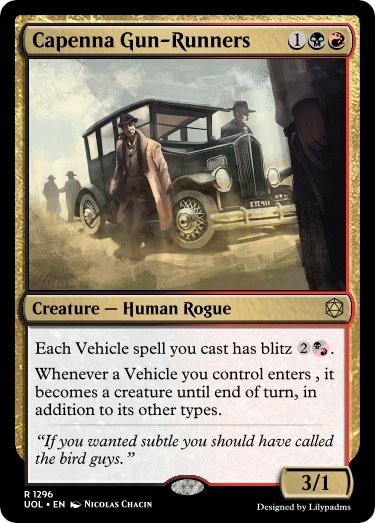 Capenna Gun-Runners 1
Creature — Human Rogue
Each Vehicle spell you cast has blitz 2 .
Whenever a Vehicle you control enters , it
becomes a creature until end of turn, in
addition to its other types.
“If you wanted subtle you should have called
the bird guys.”
3/1
R 1296
UOL • EN Nicolas Chacin
Designed by Lilypadms